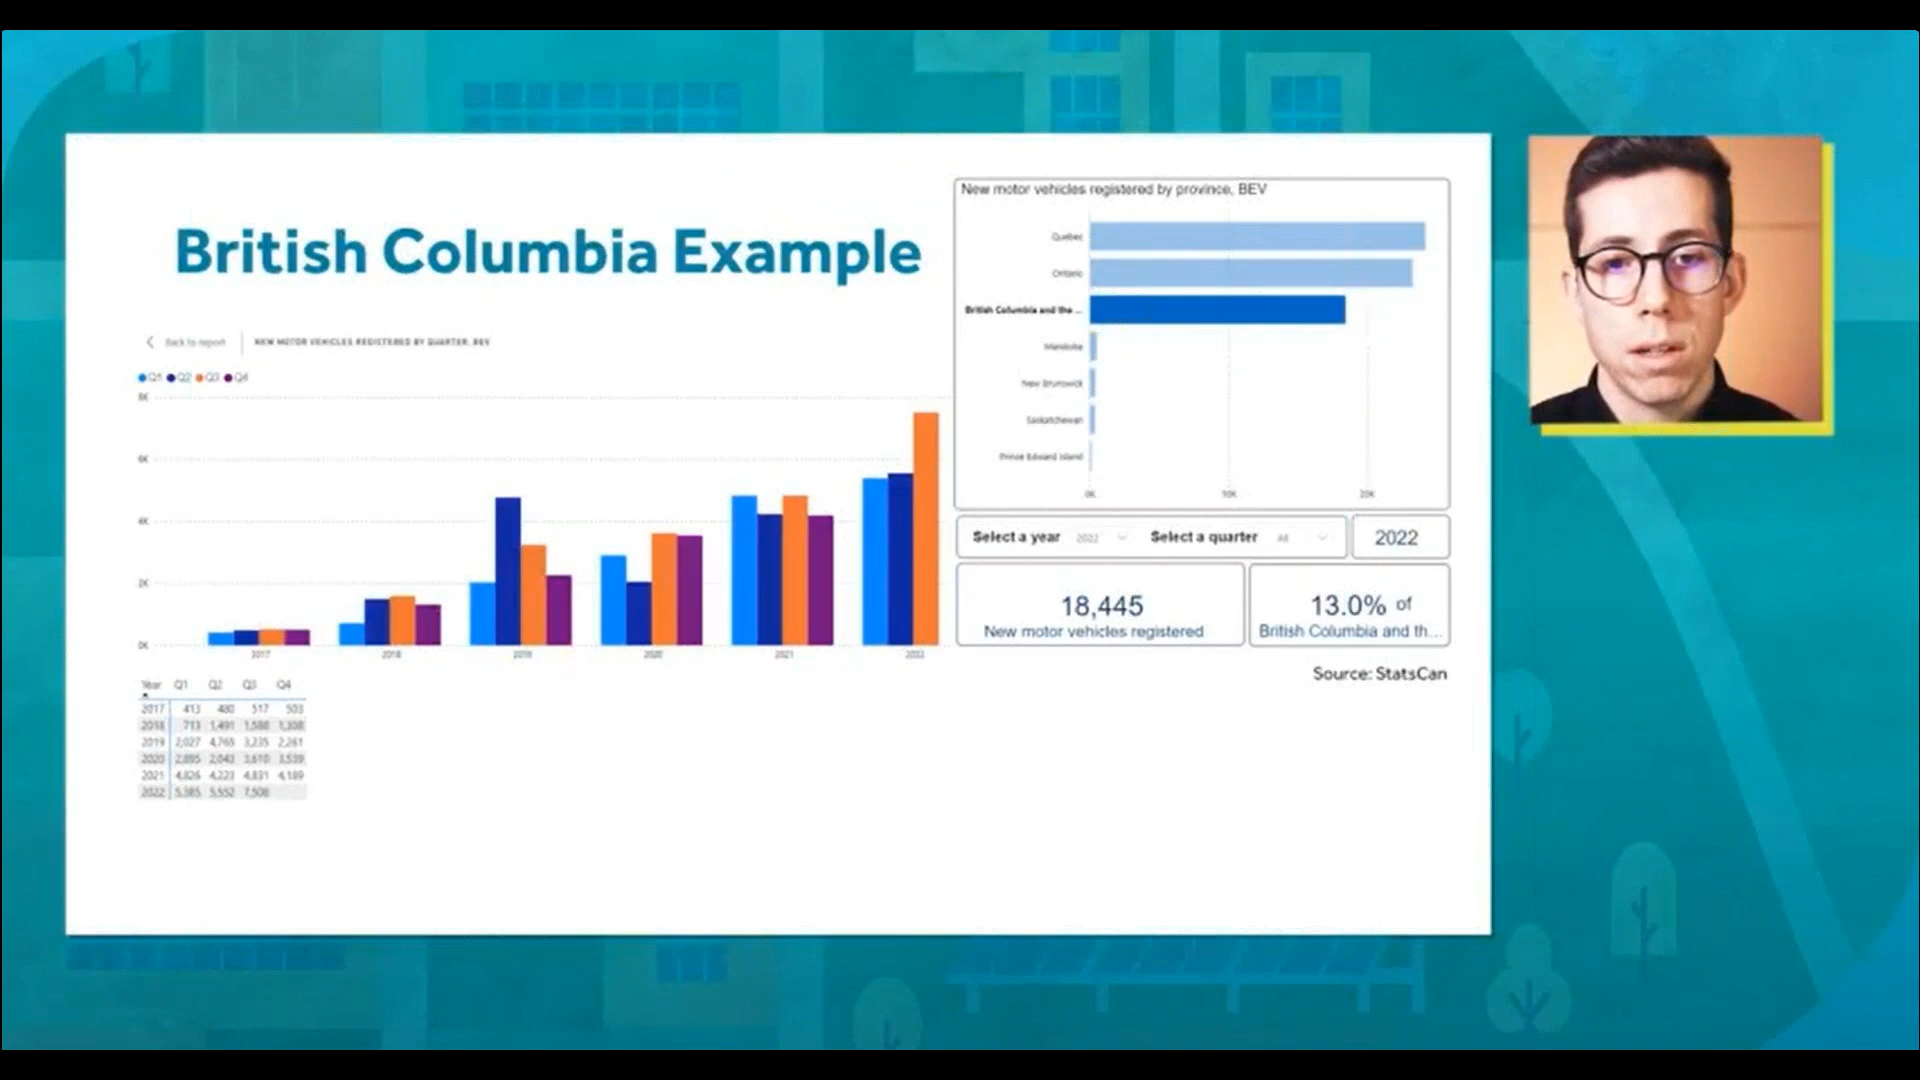 British Columbia Example
Back to report
NEW MOTOR VEHICLES REGISTERED BY QUARTER, BEV
Q1 Q2 Q3 Q4
8K
6K
4K
2K
0K
2017 2018 2019 2020 2021 2022
Year Q1 Q2 Q3 Q4
2017 413 480 517 503
2018 713 1,491 1,588 1,308
2019 2,027 4,765 3,235 2,261
2020 2,895 2,043 3,610 3,539
2021 4,826 4,223 4,831 4,189
2022 5,385 5,552 7,508
New motor vehicles registered by province, BEV
Quebec
Ontario
British Columbia and the ...
Manitoba
New Brunswick
Saskatchewan
Prince Edward Island
0K 10K 20K
Select a year 2022 Select a quarter All
2022
18,445
New motor vehicles registered
13.0% of
British Columbia and th...
Source: StatsCan